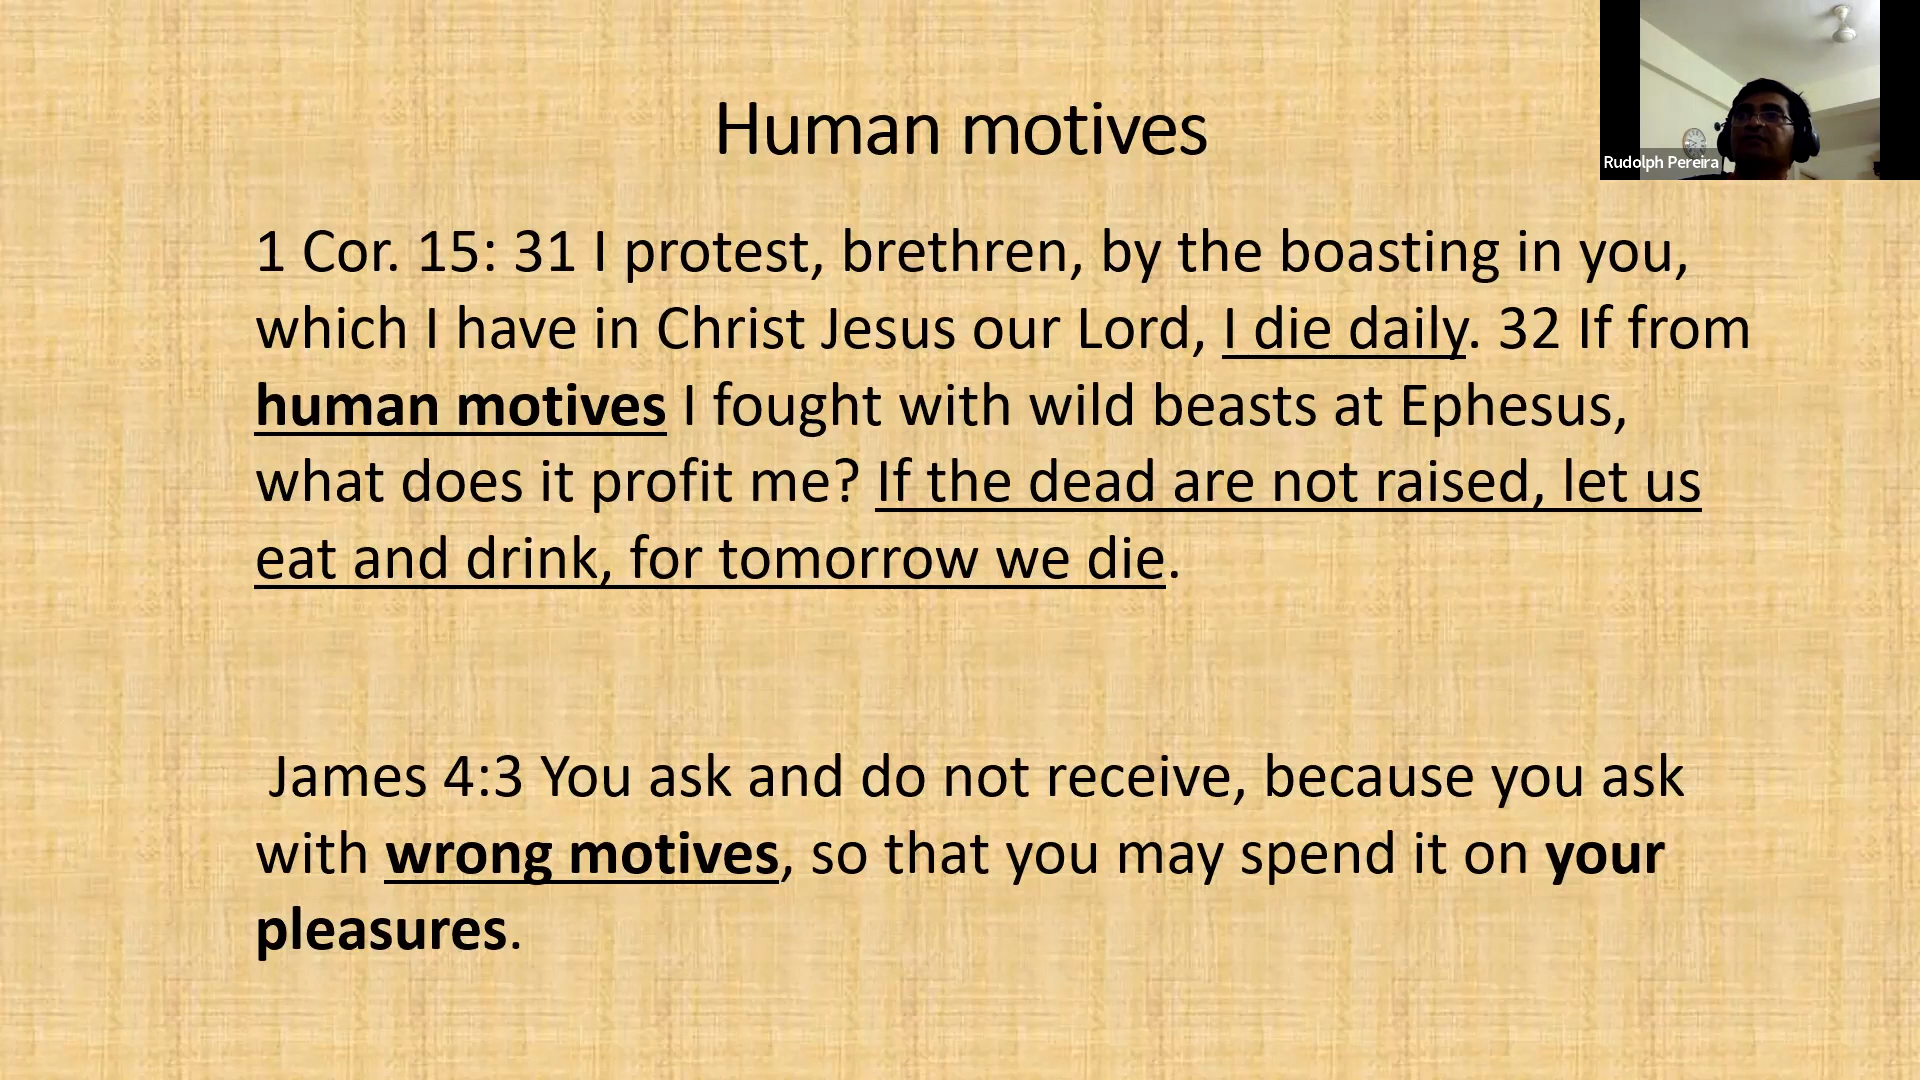 Human motives
Rudolph Pereira
1 Cor. 15: 31 I protest, brethren, by the boasting in you,
which I have in Christ Jesus our Lord, I die daily. 32 If from
human motives I fought with wild beasts at Ephesus,
what does it profit me? If the dead are not raised, let us
eat and drink, for tomorrow we die.
James 4:3 You ask and do not receive, because you ask
with wrong motives, so that you may spend it on your
pleasures.